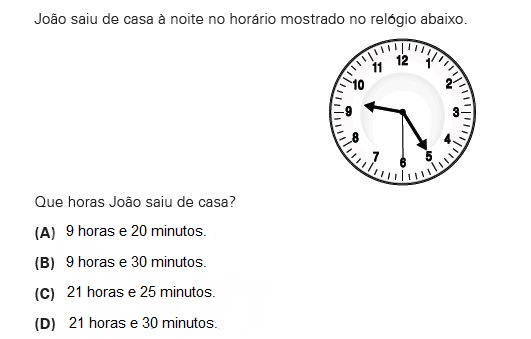 João saiu de casa à noite no horário mostrado no relógio abaixo.
12
11
1
10
2
9
3
8
4
7
5
6
Que horas João saiu de casa?
(A) 9 horas e 20 minutos.
(B) 9 horas e 30 minutos.
(C) 21 horas e 25 minutos.
(D) 21 horas e 30 minutos.